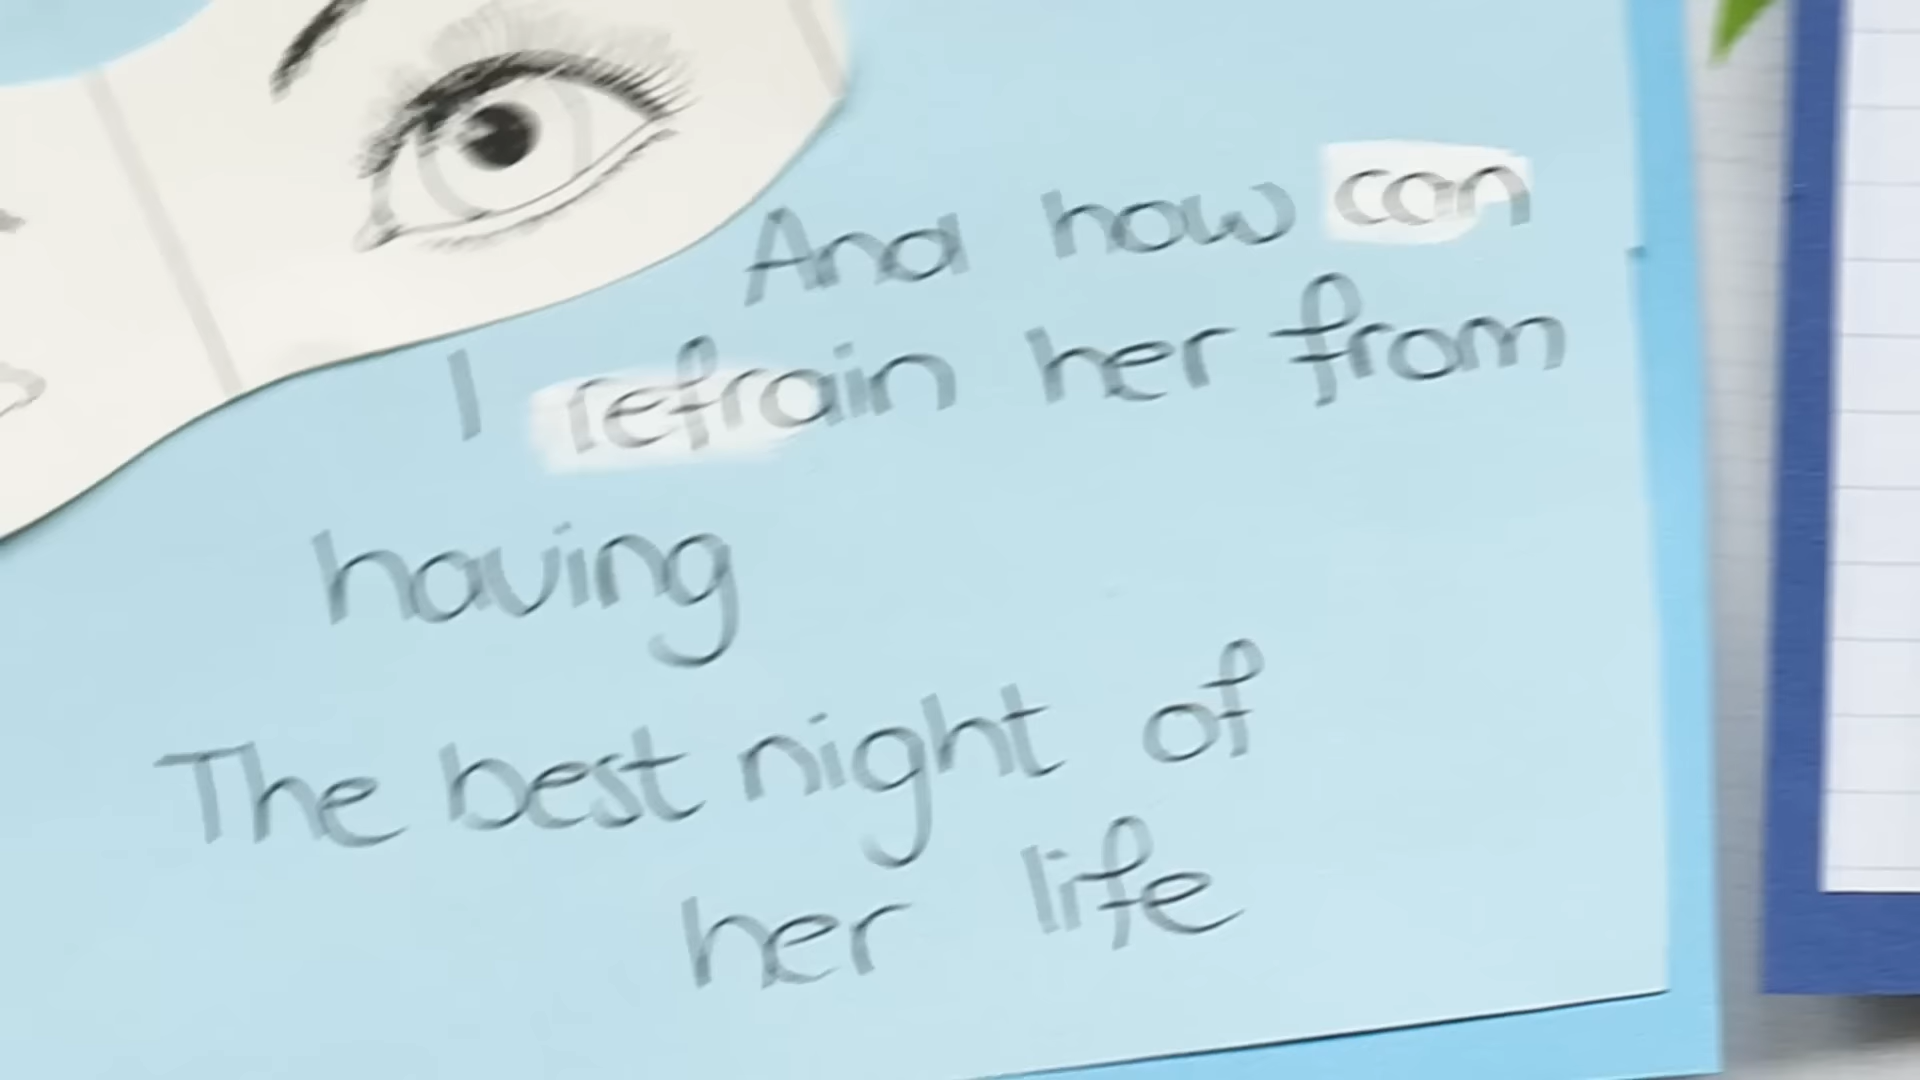 And how can
I refrain her from
having
The best night of
her life